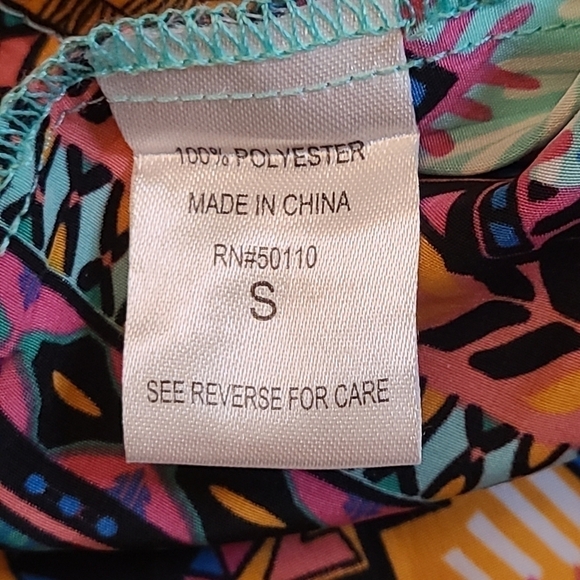 100% POLYESTER
MADE IN CHINA
RN#50110
S
SEE REVERSE FOR CARE